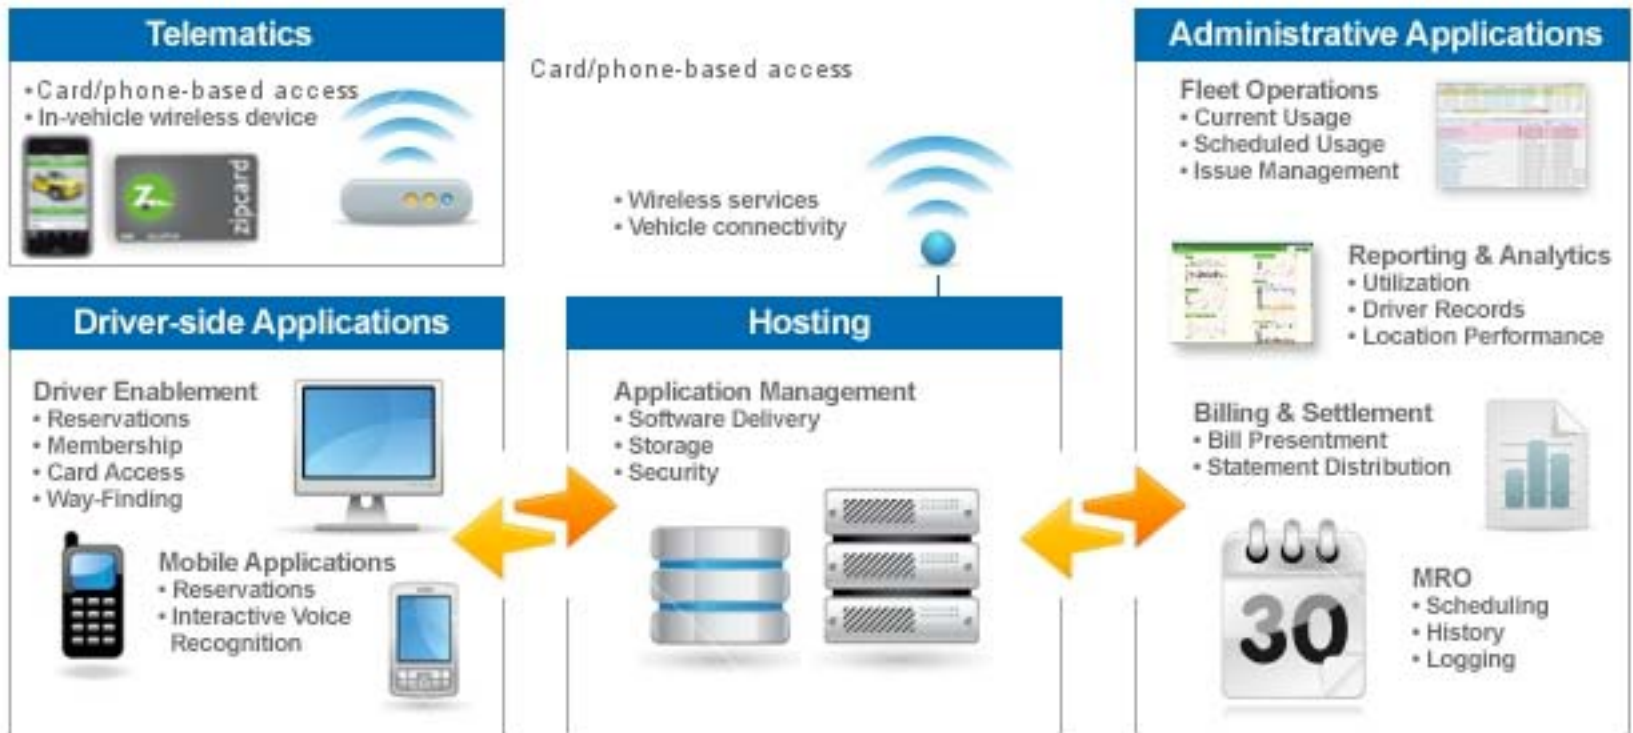 Telematics
•Card/phone-based access
• In-vehicle wireless device
zipcard
Z
Driver-side Applications
Driver Enablement
• Reservations
• Membership
• Card Access
• Way-Finding
Mobile Applications
• Reservations
• Interactive Voice
Recognition
Card/phone-based access
• Wireless services
• Vehicle connectivity
Hosting
Application Management
• Software Delivery
• Storage
• Security
Administrative Applications
Fleet Operations
• Current Usage
• Scheduled Usage
• Issue Management
Reporting & Analytics
• Utilization
• Driver Records
• Location Performance
Billing & Settlement
• Bill Presentment
• Statement Distribution
30
MRO
• Scheduling
• History
• Logging